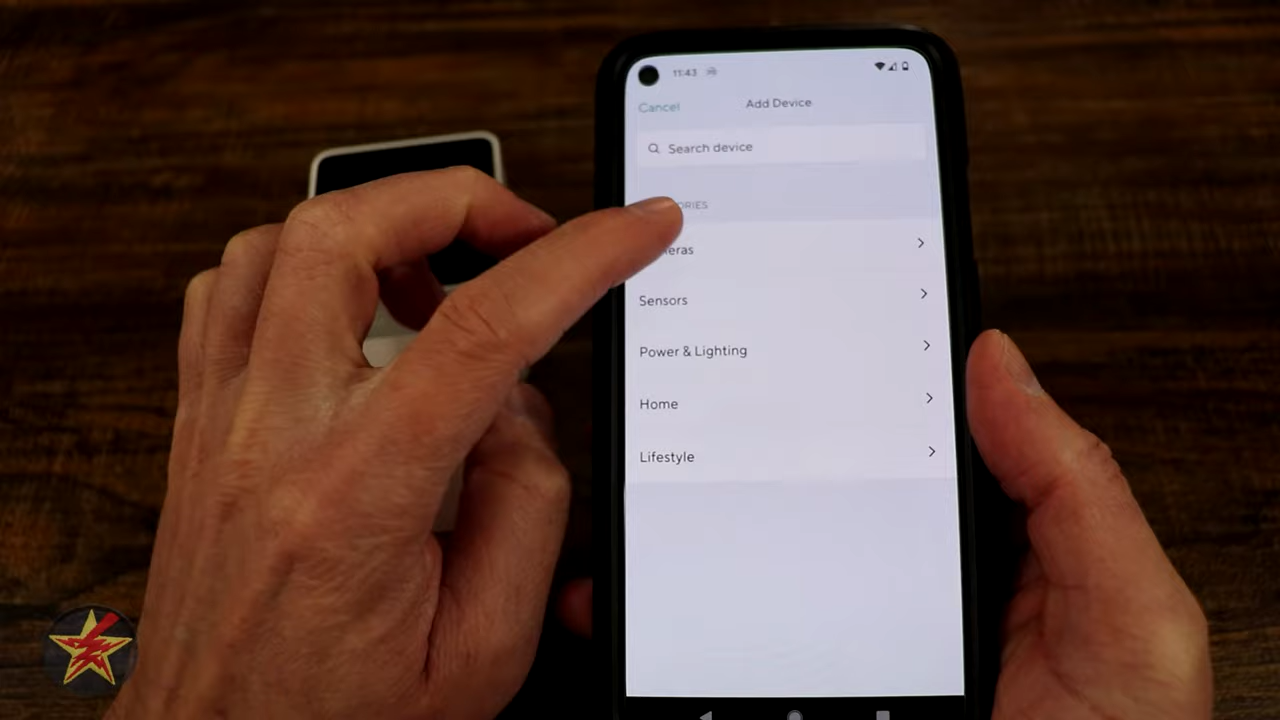 11:43
Cancel
Add Device
Search device
Sensors
Power & Lighting
Home
Lifestyle